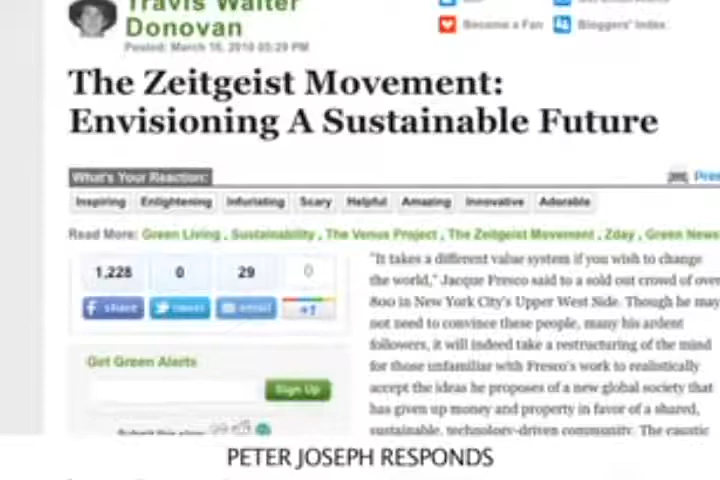 Travis Walter
Donovan
Posted: March 16, 2010 05:29 PM
Become a Fan
Bloggers' Index
The Zeitgeist Movement:
Envisioning A Sustainable Future
What's Your Reaction:
Inspiring Enlightening Infuriating Scary Helpful Amazing Innovative Adorable
Read More: Green Living , Sustainability , The Venus Project , The Zeitgeist Movement , Zday , Green News
1,228 0 29 0
share tweet email +1
Get Green Alerts
Sign Up
Submit this story
"It takes a different value system if you wish to change
the world," Jacque Fresco said to a sold out crowd of over
800 in New York City's Upper West Side. Though he may
not need to convince these people, many his ardent
followers, it will indeed take a restructuring of the mind
for those unfamiliar with Fresco's work to realistically
accept the ideas he proposes of a new global society that
has given up money and property in favor of a shared,
sustainable, technology-driven community. The caustic
PETER JOSEPH RESPONDS